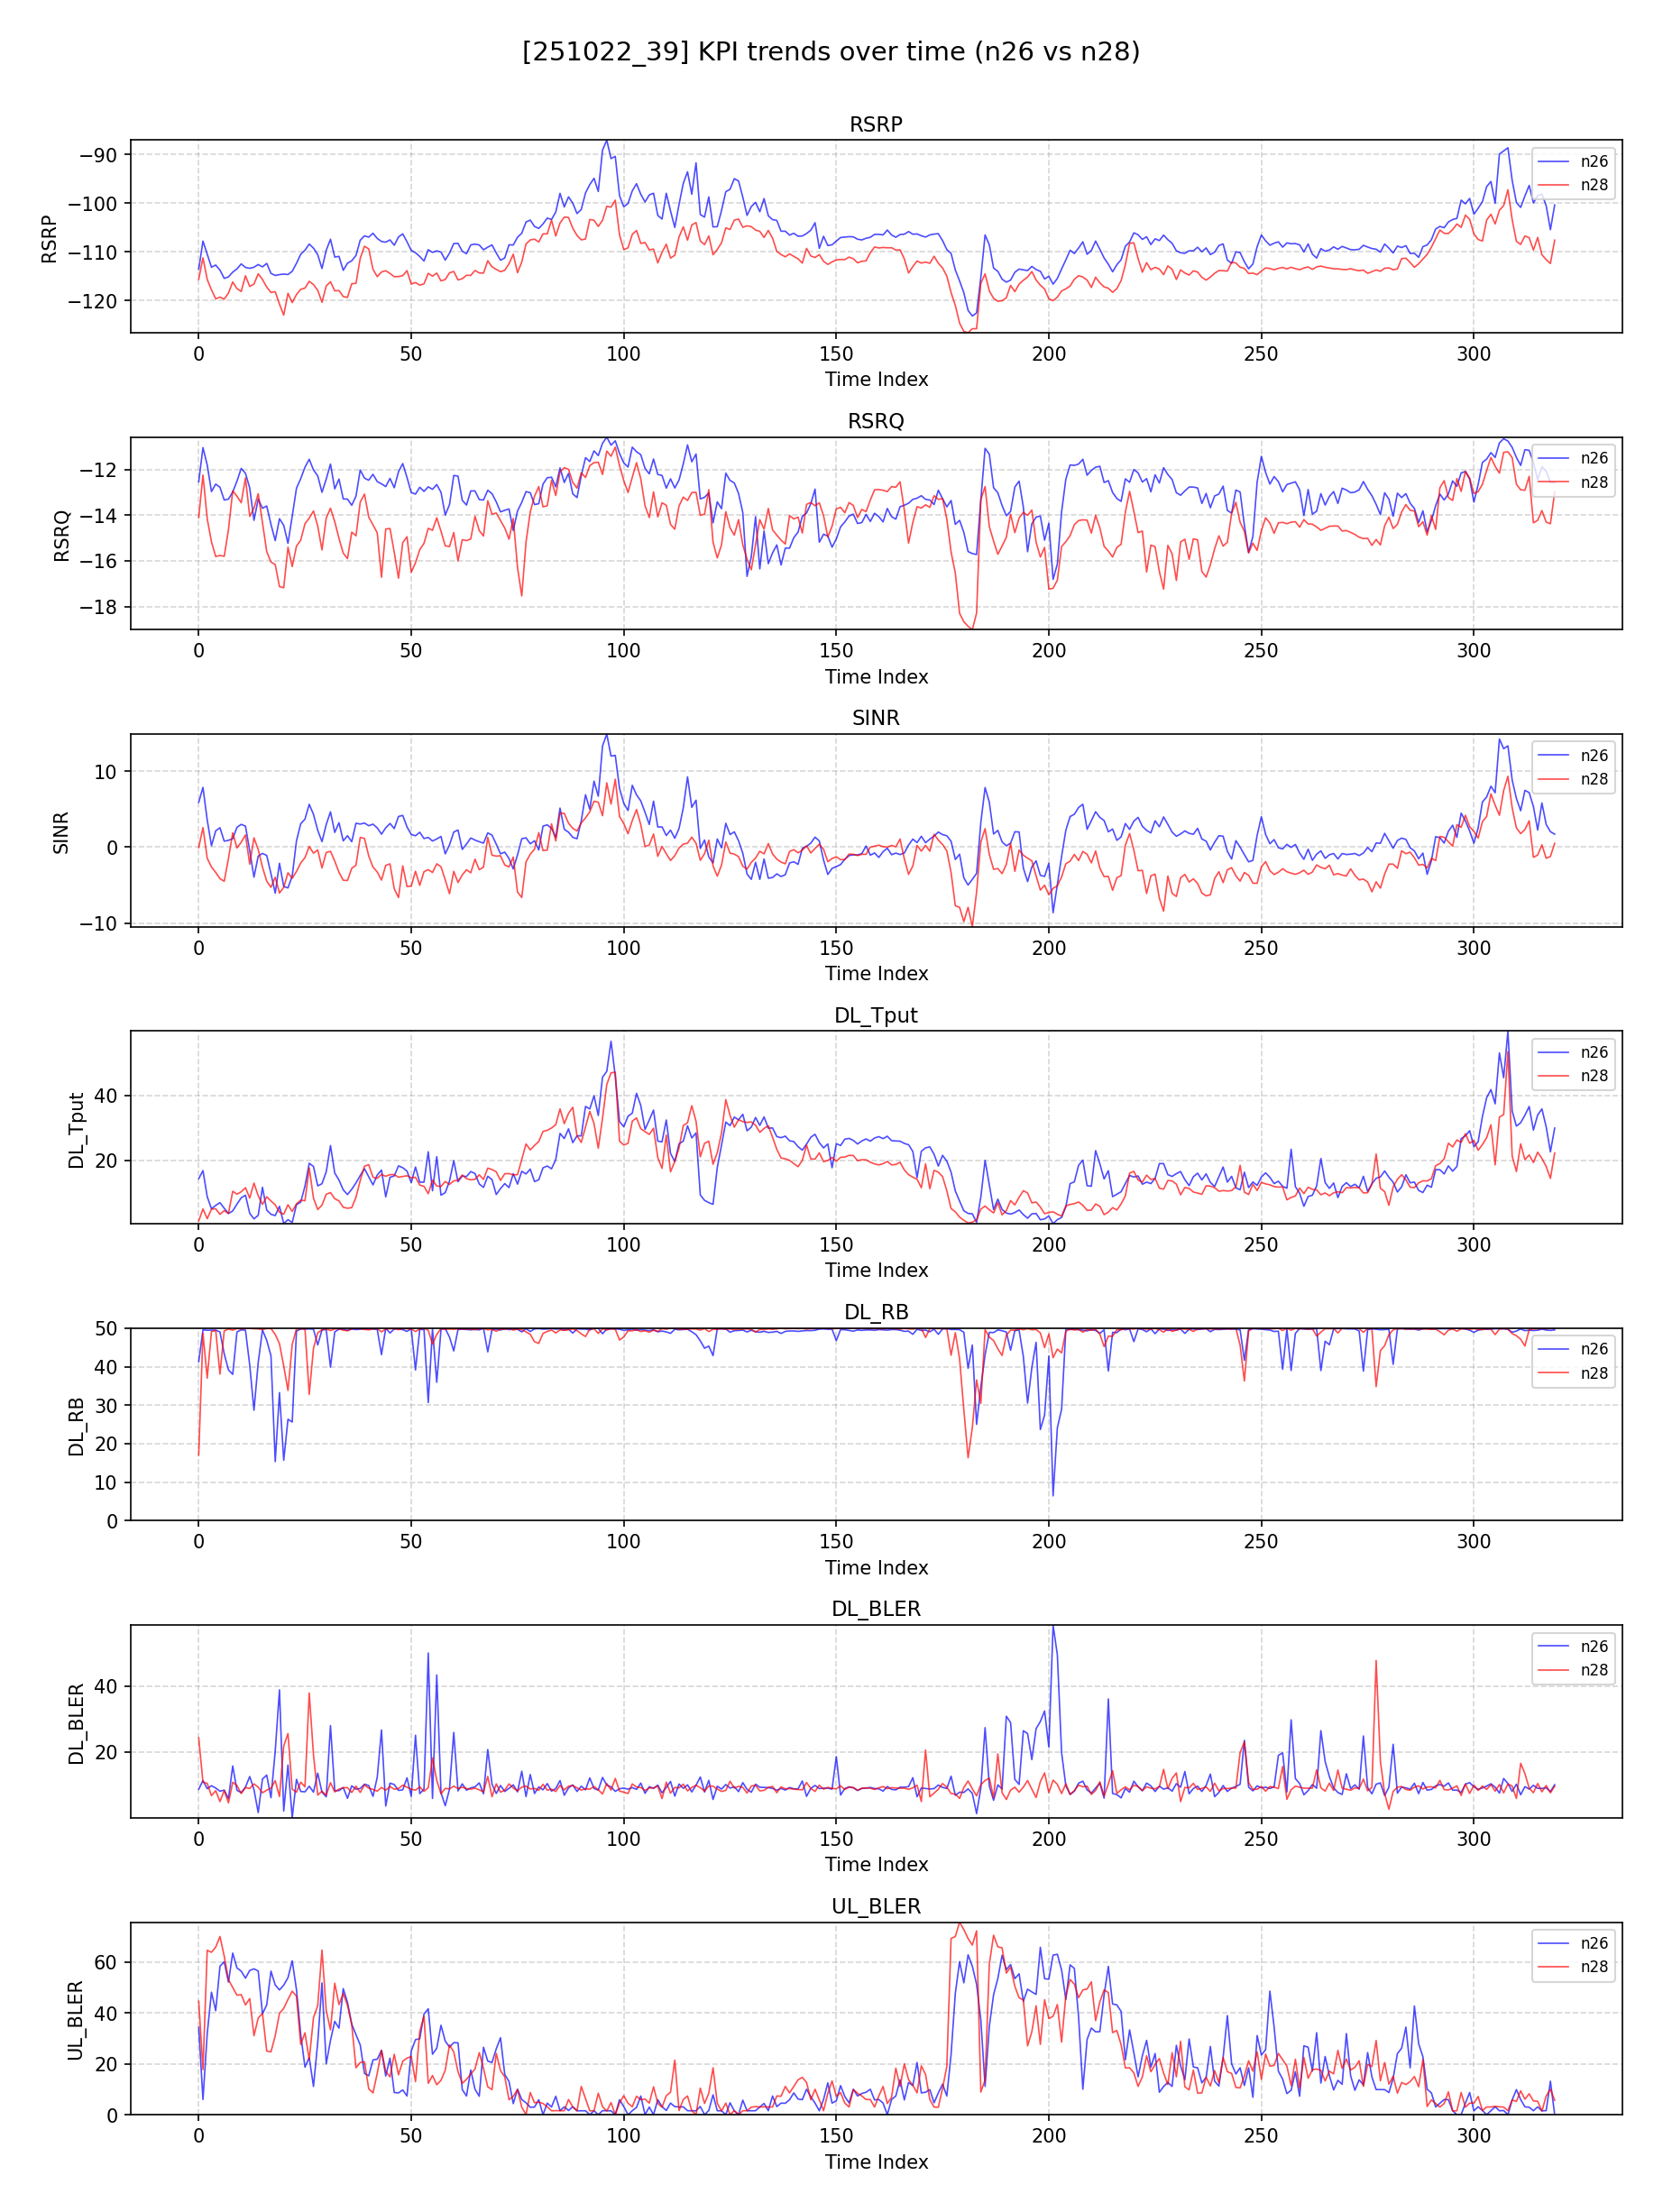 [251022_39] KPI trends over time (n26 vs n28)
RSRP
RSRP
−90
−100
−110
−120
n26
n28
0 50 100 150 200 250 300
Time Index
RSRQ
RSRQ
−12
−14
−16
−18
n26
n28
0 50 100 150 200 250 300
Time Index
SINR
SINR
10
0
−10
n26
n28
0 50 100 150 200 250 300
Time Index
DL_Tput
DL_Tput
40
20
n26
n28
0 50 100 150 200 250 300
Time Index
DL_RB
DL_RB
50
40
30
20
10
0
n26
n28
0 50 100 150 200 250 300
Time Index
DL_BLER
DL_BLER
40
20
n26
n28
0 50 100 150 200 250 300
Time Index
UL_BLER
UL_BLER
60
40
20
0
n26
n28
0 50 100 150 200 250 300
Time Index